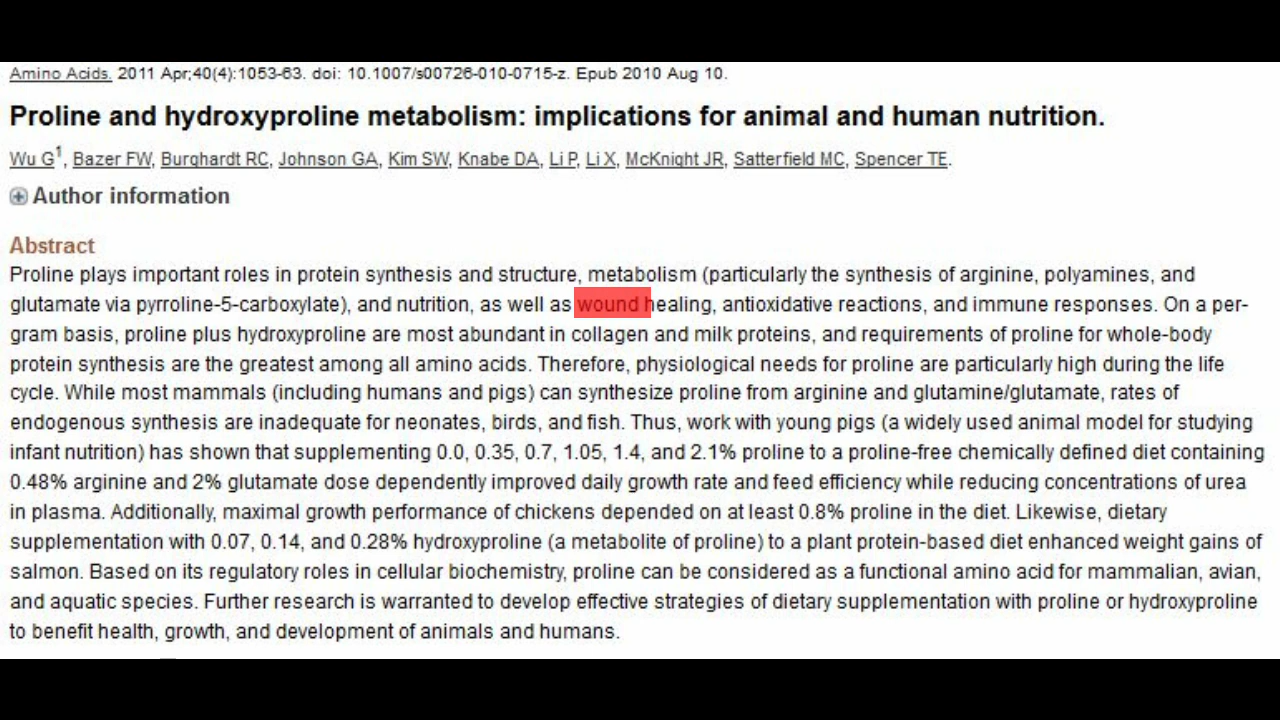 Amino Acids. 2011 Apr;40(4):1053-63. doi: 10.1007/s00726-010-0715-z. Epub 2010 Aug 10.
Proline and hydroxyproline metabolism: implications for animal and human nutrition.
Wu G1, Bazer FW, Burghardt RC, Johnson GA, Kim SW, Knabe DA, Li P, Li X, McKnight JR, Satterfield MC, Spencer TE.
Author information
Abstract
Proline plays important roles in protein synthesis and structure, metabolism (particularly the synthesis of arginine, polyamines, and
glutamate via pyrroline-5-carboxylate), and nutrition, as well as wound healing, antioxidative reactions, and immune responses. On a per-
gram basis, proline plus hydroxyproline are most abundant in collagen and milk proteins, and requirements of proline for whole-body
protein synthesis are the greatest among all amino acids. Therefore, physiological needs for proline are particularly high during the life
cycle. While most mammals (including humans and pigs) can synthesize proline from arginine and glutamine/glutamate, rates of
endogenous synthesis are inadequate for neonates, birds, and fish. Thus, work with young pigs (a widely used animal model for studying
infant nutrition) has shown that supplementing 0.0, 0.35, 0.7, 1.05, 1.4, and 2.1% proline to a proline-free chemically defined diet containing
0.48% arginine and 2% glutamate dose dependently improved daily growth rate and feed efficiency while reducing concentrations of urea
in plasma. Additionally, maximal growth performance of chickens depended on at least 0.8% proline in the diet. Likewise, dietary
supplementation with 0.07, 0.14, and 0.28% hydroxyproline (a metabolite of proline) to a plant protein-based diet enhanced weight gains of
salmon. Based on its regulatory roles in cellular biochemistry, proline can be considered as a functional amino acid for mammalian, avian,
and aquatic species. Further research is warranted to develop effective strategies of dietary supplementation with proline or hydroxyproline
to benefit health, growth, and development of animals and humans.